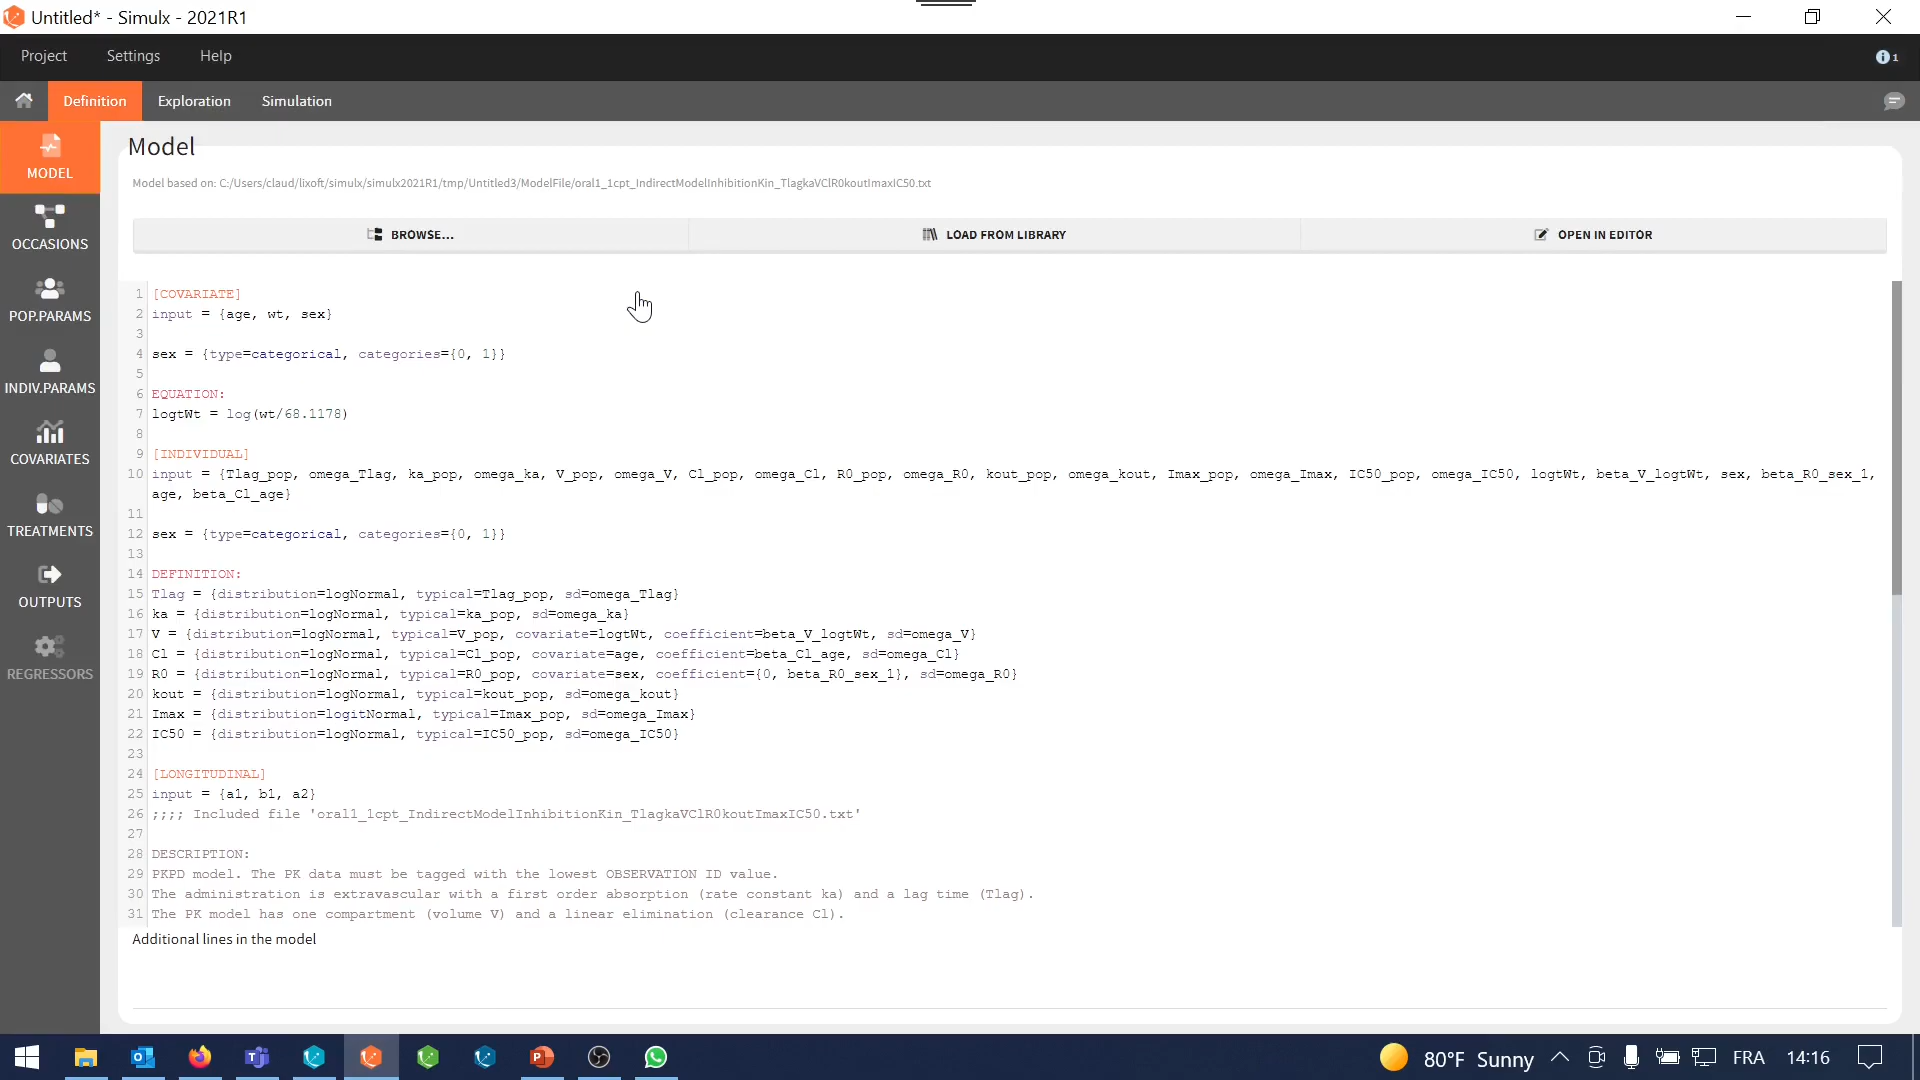 Untitled* - Simulx - 2021R1
Project Settings Help
1
Definition Exploration Simulation
MODEL
OCCASIONS
POP.PARAMS
INDIV.PARAMS
COVARIATES
TREATMENTS
OUTPUTS
REGRESSORS
Model
Model based on: C:/Users/claud/lixoft/simulx/simulx2021R1/tmp/Untitled3/ModelFile/oral1_1cpt_IndirectModelInhibitionKin_TlagkaVClR0koutImaxIC50.txt
BROWSE... LOAD FROM LIBRARY OPEN IN EDITOR
1 [COVARIATE]
2 input = {age, wt, sex}
3
4 sex = {type=categorical, categories={0, 1}}
5
6 EQUATION:
7 logtWt = log(wt/68.1178)
8
9 [INDIVIDUAL]
10 input = {Tlag_pop, omega_Tlag, ka_pop, omega_ka, V_pop, omega_V, Cl_pop, omega_Cl, R0_pop, omega_R0, kout_pop, omega_kout, Imax_pop, omega_Imax, IC50_pop, omega_IC50, logtWt, beta_V_logtWt, sex, beta_R0_sex_1,
age, beta_Cl_age}
11
12 sex = {type=categorical, categories={0, 1}}
13
14 DEFINITION:
15 Tlag = {distribution=logNormal, typical=Tlag_pop, sd=omega_Tlag}
16 ka = {distribution=logNormal, typical=ka_pop, sd=omega_ka}
17 V = {distribution=logNormal, typical=V_pop, covariate=logtWt, coefficient=beta_V_logtWt, sd=omega_V}
18 Cl = {distribution=logNormal, typical=Cl_pop, covariate=age, coefficient=beta_Cl_age, sd=omega_Cl}
19 R0 = {distribution=logNormal, typical=R0_pop, covariate=sex, coefficient={0, beta_R0_sex_1}, sd=omega_R0}
20 kout = {distribution=logNormal, typical=kout_pop, sd=omega_kout}
21 Imax = {distribution=logitNormal, typical=Imax_pop, sd=omega_Imax}
22 IC50 = {distribution=logNormal, typical=IC50_pop, sd=omega_IC50}
23
24 [LONGITUDINAL]
25 input = {a1, b1, a2}
26 ;;;; Included file 'oral1_1cpt_IndirectModelInhibitionKin_TlagkaVClR0koutImaxIC50.txt'
27
28 DESCRIPTION:
29 PKPD model. The PK data must be tagged with the lowest OBSERVATION ID value.
30 The administration is extravascular with a first order absorption (rate constant ka) and a lag time (Tlag).
31 The PK model has one compartment (volume V) and a linear elimination (clearance Cl).
Additional lines in the model
80°F Sunny FRA 14:16